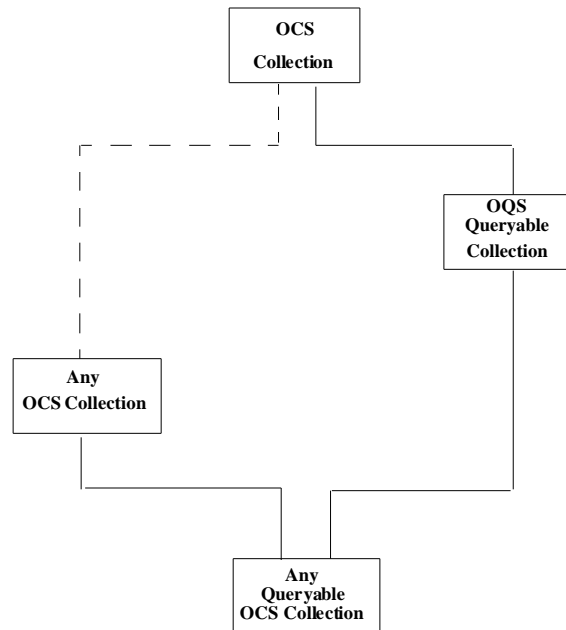 OCS
Collection
OQS
Queryable
Collection
Any
OCS Collection
Any
Queryable
OCS Collection